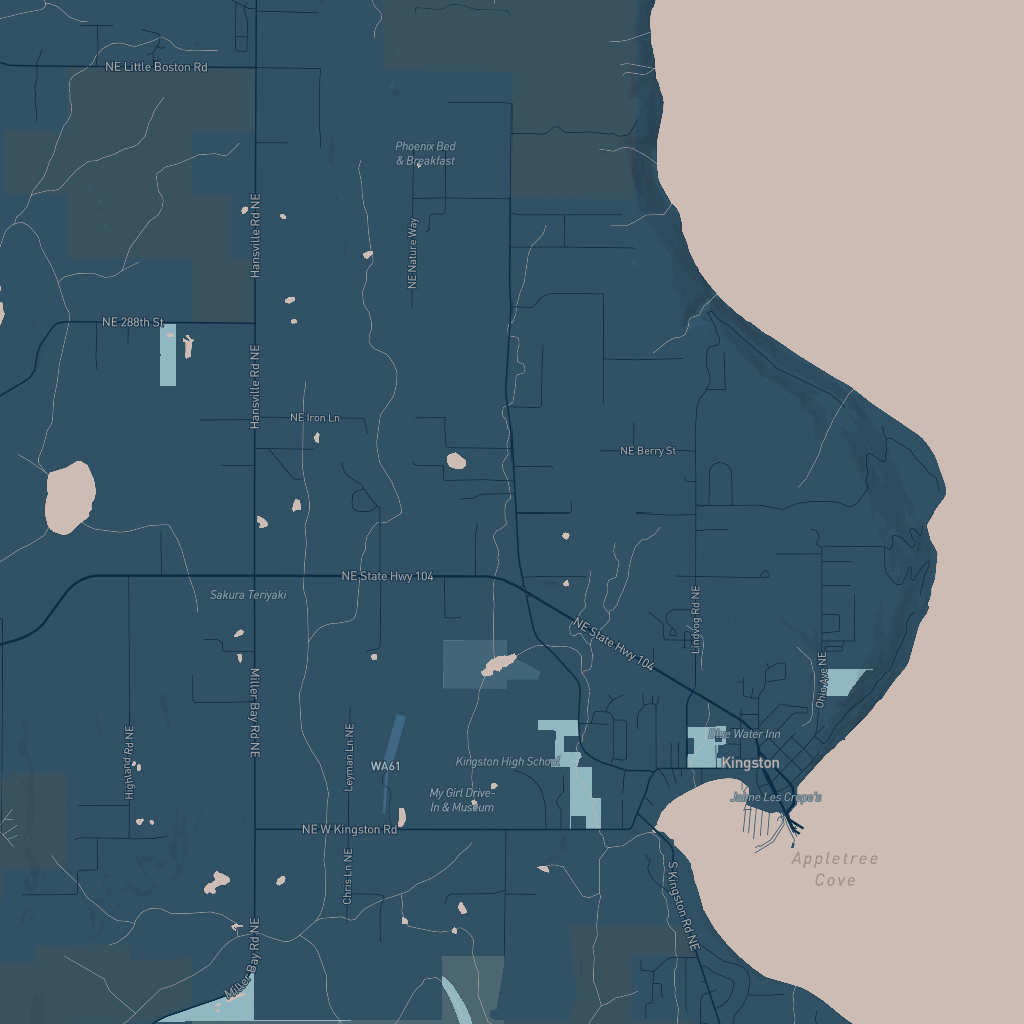 NE Little Boston Rd
Phoenix Bed
& Breakfast
Hansville Rd NE
NE Nature Way
NE 288th St
Hansville Rd NE
NE Iron Ln
NE Berry St
NE State Hwy 104
Sakura Teriyaki
Lindvog Rd NE
NE State Hwy 104
Ohio Ave NE
Miller Bay Rd NE
Highland Rd NE
Leyman Ln NE
Blue Water Inn
WA61
Kingston High School
Kingston
My Girl Drive-
In & Museum
Jaime Les Crepe's
NE W Kingston Rd
Appletree
Cove
Chris Ln NE
S Kingston Rd NE
Miller Bay Rd NE